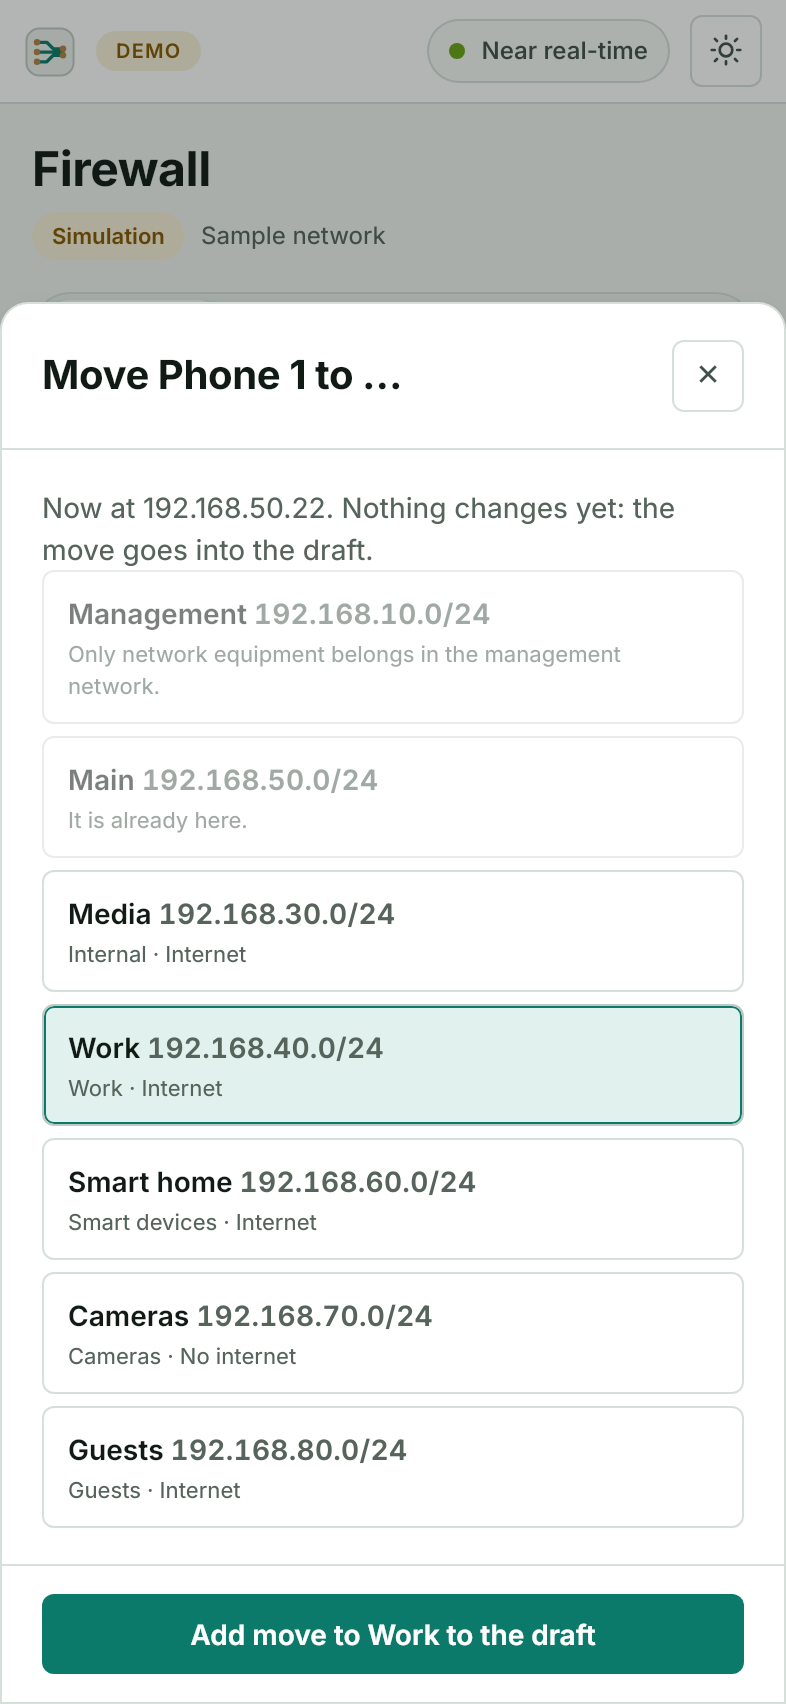 DEMO
Near real-time
Firewall
Simulation
Sample network
Move Phone 1 to …
Now at 192.168.50.22. Nothing changes yet: the
move goes into the draft.
Management 192.168.10.0/24
Only network equipment belongs in the management
network.
Main 192.168.50.0/24
It is already here.
Media 192.168.30.0/24
Internal · Internet
Work 192.168.40.0/24
Work · Internet
Smart home 192.168.60.0/24
Smart devices · Internet
Cameras 192.168.70.0/24
Cameras · No internet
Guests 192.168.80.0/24
Guests · Internet
Add move to Work to the draft